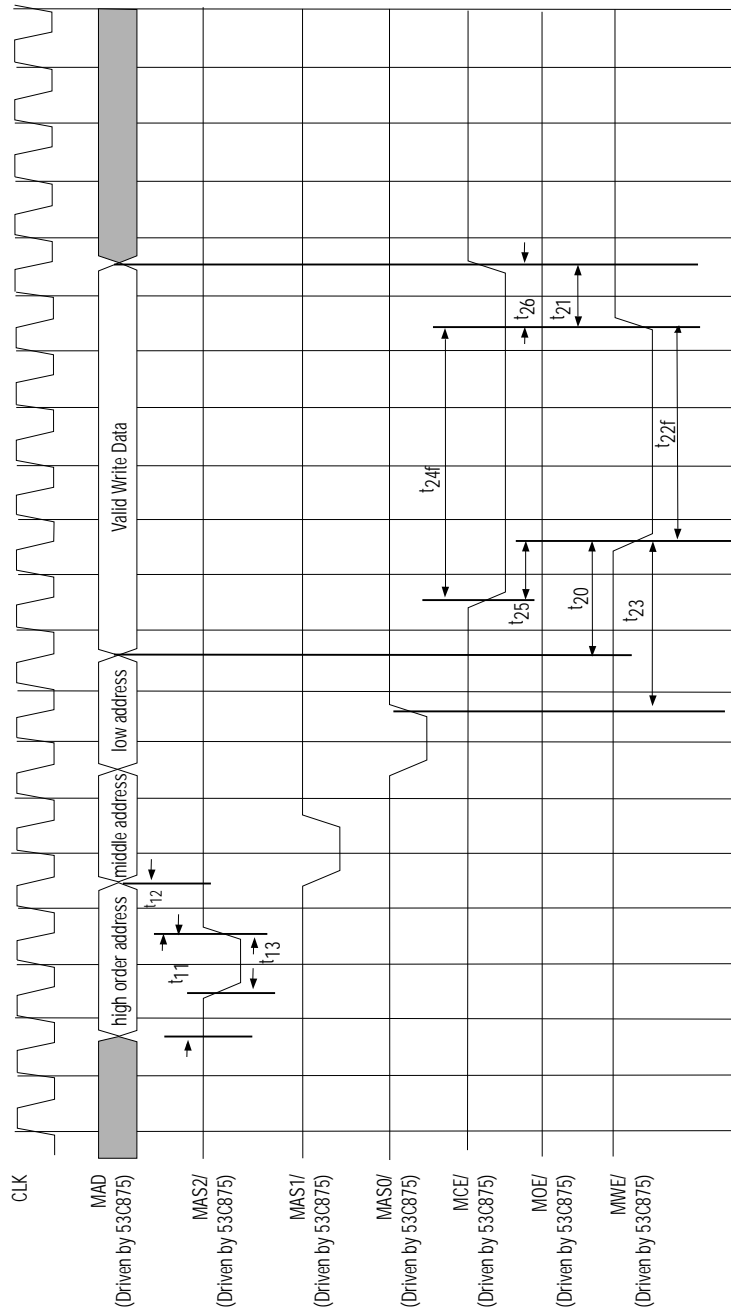 CLK
MAD
(Driven by 53C875)
MAS2/
(Driven by 53C875)
MAS1/
(Driven by 53C875)
MAS0/
(Driven by 53C875)
MCE/
(Driven by 53C875)
MOE/
(Driven by 53C875)
MWE/
(Driven by 53C875)
high order address
middle address
low address
Valid Write Data
t12
t11
t13
t24f
t25
t26
t20
t21
t23
t22f